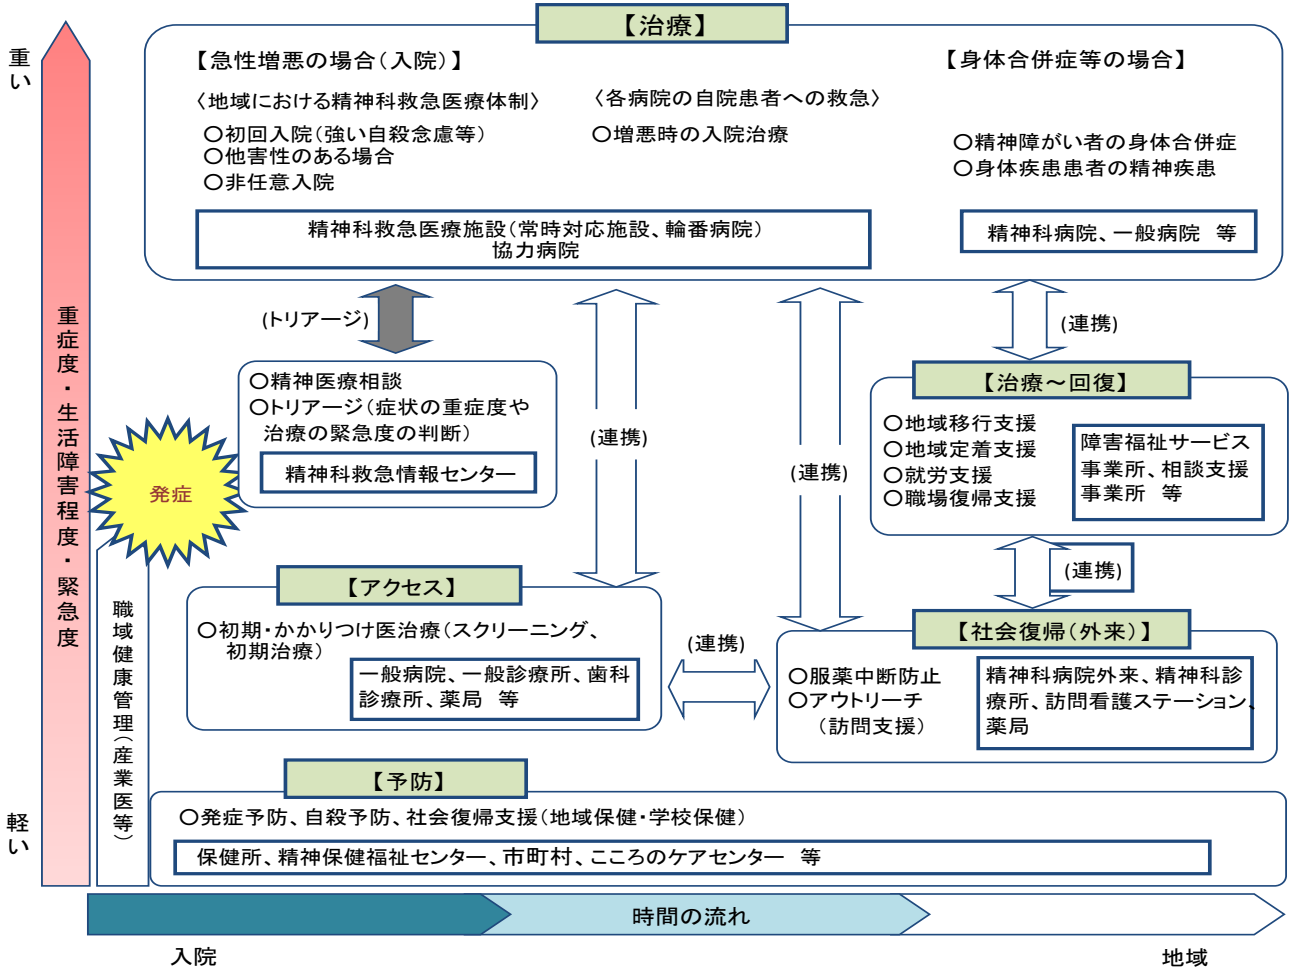 【治療】
重い
【急性増悪の場合（入院）】
〈地域における精神科救急医療体制〉
○初回入院（強い自殺念慮等）
○他害性のある場合
○非任意入院
〈各病院の自院患者への救急〉
○増悪時の入院治療
【身体合併症等の場合】
○精神障がい者の身体合併症
○身体疾患患者の精神疾患
精神科救急医療施設（常時対応施設、輪番病院）
協力病院
精神科病院、一般病院　等
重症度・生活障害程度・緊急度
(トリアージ)
(連携)
(連携)
(連携)
○精神医療相談
○トリアージ（症状の重症度や
治療の緊急度の判断）
精神科救急情報センター
【治療～回復】
○地域移行支援
○地域定着支援
○就労支援
○職場復帰支援
障害福祉サービス
事業所、相談支援
事業所　等
発症
(連携)
【アクセス】
○初期・かかりつけ医治療（スクリーニング、
初期治療）
一般病院、一般診療所、歯科
診療所、薬局　等
(連携)
【社会復帰（外来）】
○服薬中断防止
○アウトリーチ
（訪問支援）
精神科病院外来、精神科診
療所、訪問看護ステーション、
薬局
職域健康管理（産業医等）
【予防】
○発症予防、自殺予防、社会復帰支援（地域保健・学校保健）
保健所、精神保健福祉センター、市町村、こころのケアセンター　等
軽い
時間の流れ
入院
地域